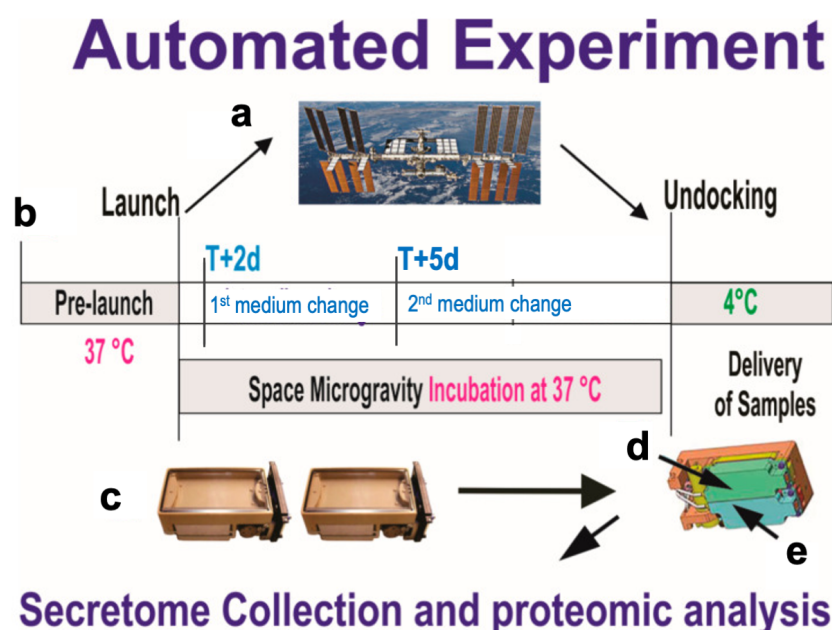 Automated Experiment
a
b
Launch
Undocking
T+2d
T+5d
Pre-launch
1st medium change
2nd medium change
4°C
37 °C
Space Microgravity Incubation at 37 °C
Delivery
of Samples
c
d
e
Secretome Collection and proteomic analysis